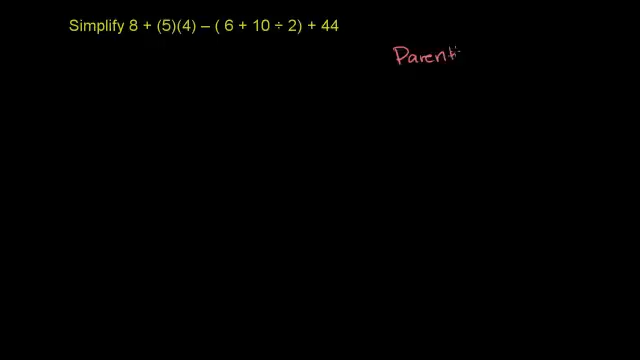 Simplify 8 + (5)(4) – ( 6 + 10 ÷ 2) + 44
Parent